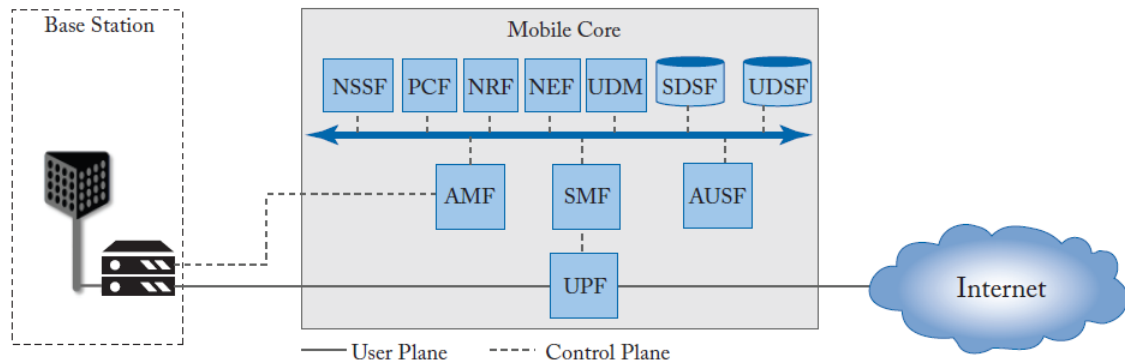 Base Station
Mobile Core
NSSF PCF NRF NEF UDM SDSF UDSF
AMF SMF AUSF
UPF
Internet
User Plane Control Plane